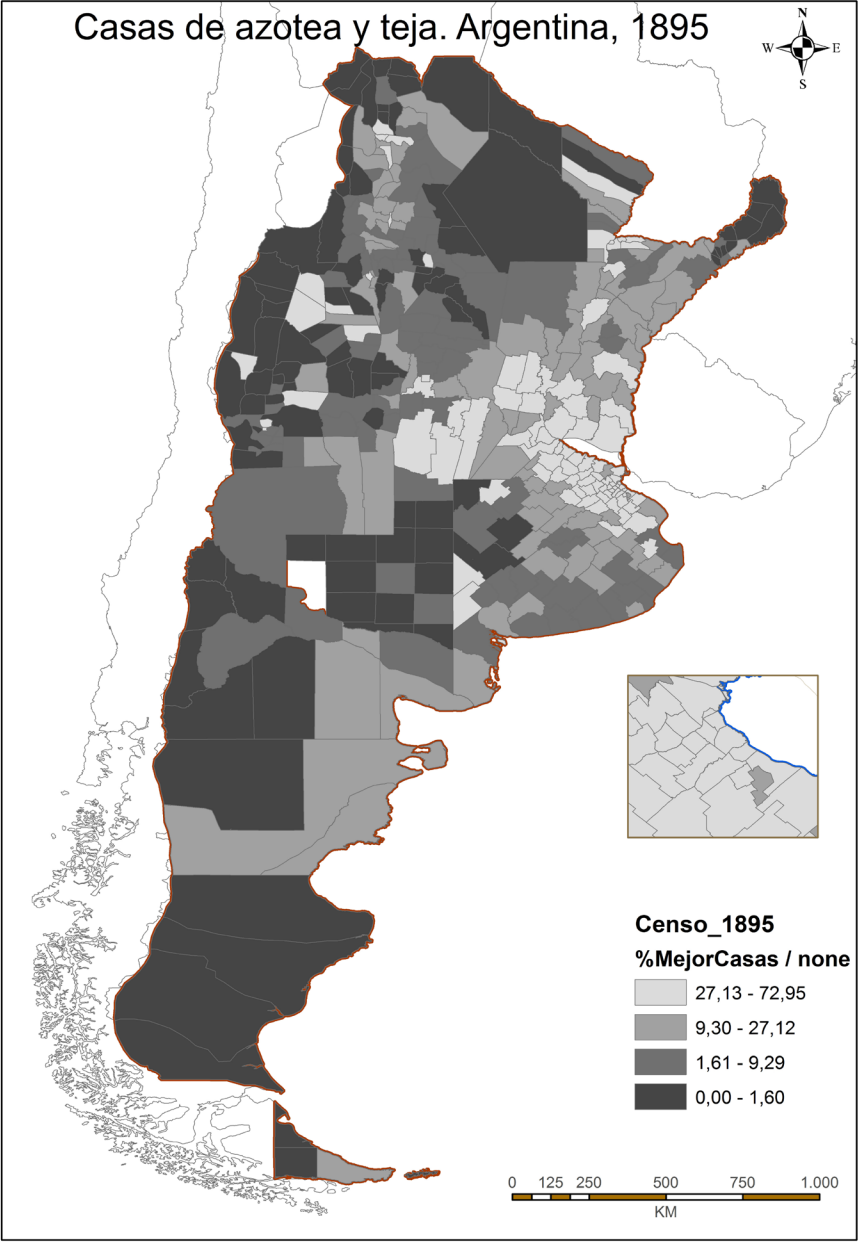 Casas de azotea y teja. Argentina, 1895
N
W E
S
Censo_1895
%MejorCasas / none
27,13 - 72,95
9,30 - 27,12
1,61 - 9,29
0,00 - 1,60
0 125 250 500 750 1.000
KM